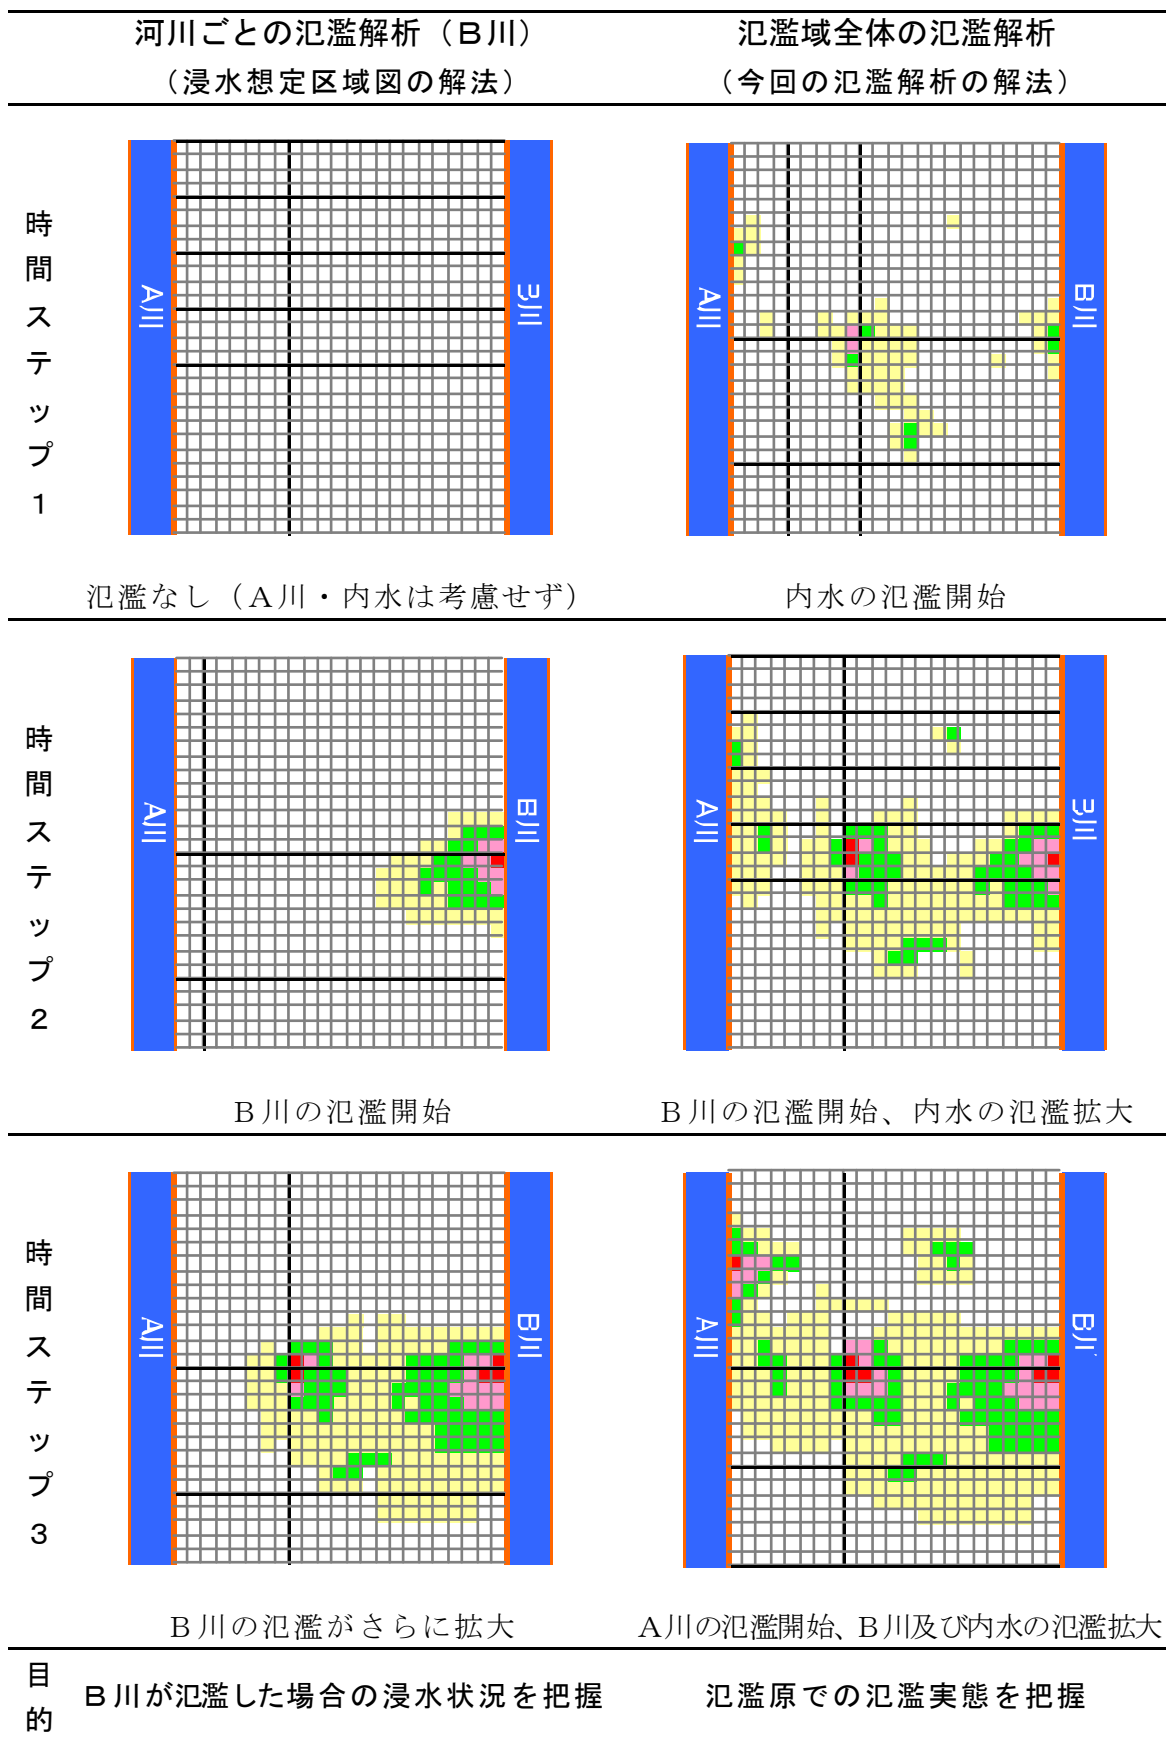 河川ごとの氾濫解析（Ｂ川）
（浸水想定区域図の解法）
氾濫域全体の氾濫解析
（今回の氾濫解析の解法）
時間ステップ１
A川
A川
B川
氾濫なし（Ａ川・内水は考慮せず）
内水の氾濫開始
時間ステップ２
A川
B川
A川
Ｂ川の氾濫開始
Ｂ川の氾濫開始、内水の氾濫拡大
時間ステップ３
A川
B川
A川
B川
Ｂ川の氾濫がさらに拡大
Ａ川の氾濫開始、Ｂ川及び内水の氾濫拡大
目的
Ｂ川が氾濫した場合の浸水状況を把握
氾濫原での氾濫実態を把握